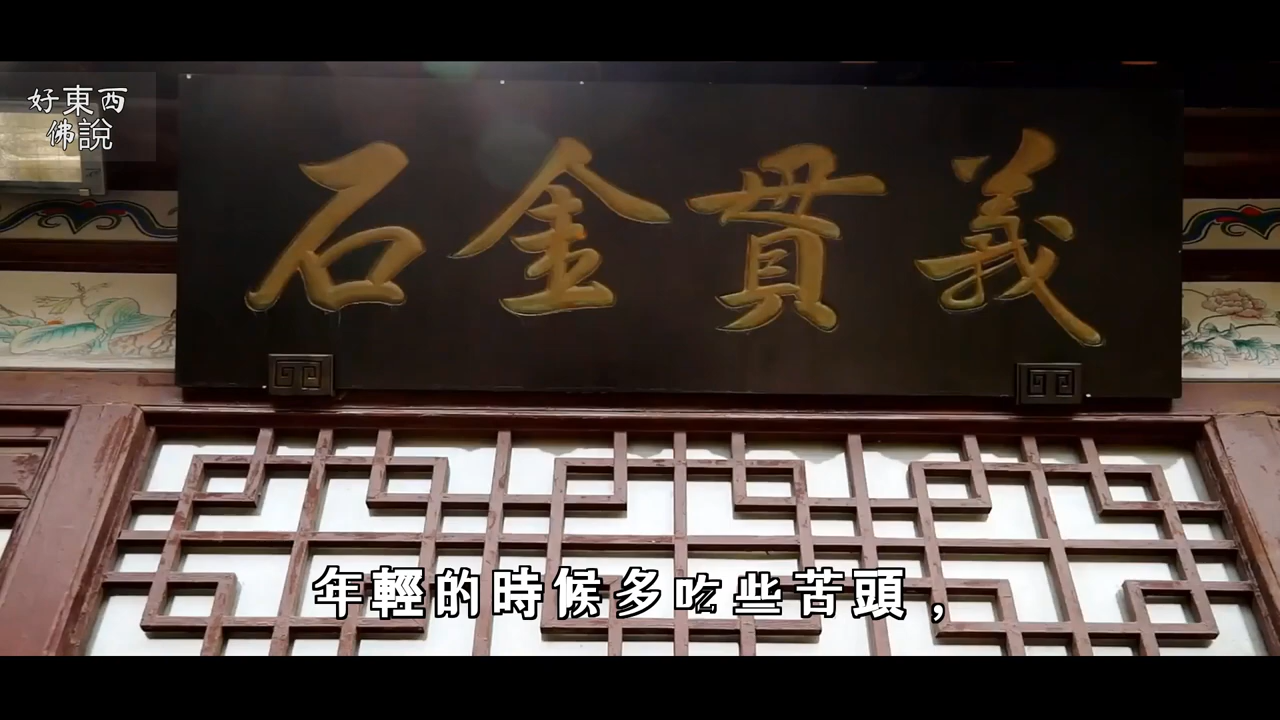 好東西
佛說
石金貫義
年輕的時候多吃些苦頭，